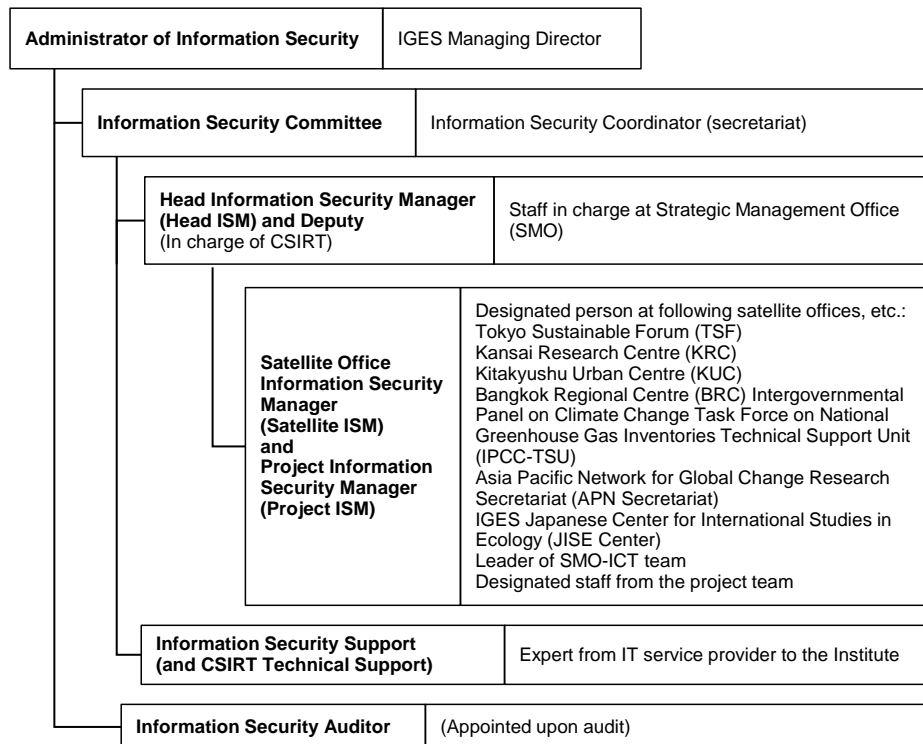 Administrator of Information Security
IGES Managing Director
Information Security Committee
Information Security Coordinator (secretariat)
Head Information Security Manager
(Head ISM) and Deputy
(In charge of CSIRT)
Staff in charge at Strategic Management Office
(SMO)
Satellite Office
Information Security
Manager
(Satellite ISM)
and
Project Information
Security Manager
(Project ISM)
Designated person at following satellite offices, etc.:
Tokyo Sustainable Forum (TSF)
Kansai Research Centre (KRC)
Kitakyushu Urban Centre (KUC)
Bangkok Regional Centre (BRC) Intergovernmental
Panel on Climate Change Task Force on National
Greenhouse Gas Inventories Technical Support Unit
(IPCC-TSU)
Asia Pacific Network for Global Change Research
Secretariat (APN Secretariat)
IGES Japanese Center for International Studies in
Ecology (JISE Center)
Leader of SMO-ICT team
Designated staff from the project team
Information Security Support
(and CSIRT Technical Support)
Expert from IT service provider to the Institute
Information Security Auditor
(Appointed upon audit)